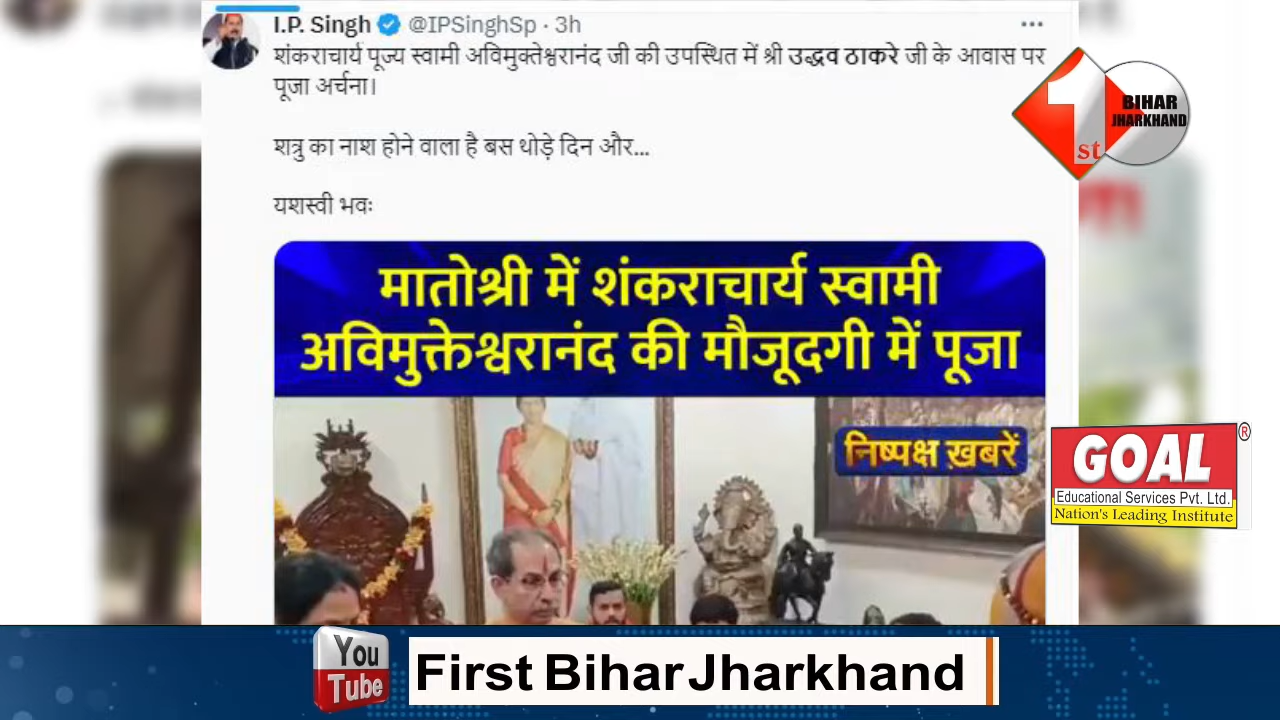 I.P. Singh @IPSinghSp · 3h
शंकराचार्य पूज्य स्वामी अविमुक्तेश्वरानंद जी की उपस्थित में श्री उद्धव ठाकरे जी के आवास पर
पूजा अर्चना।
शत्रु का नाश होने वाला है बस थोड़े दिन और...
यशस्वी भवः
1st
BIHAR
JHARKHAND
मातोश्री में शंकराचार्य स्वामी
अविमुक्तेश्वरानंद की मौजूदगी में पूजा
निष्पक्ष ख़बरें
GOAL ®
Educational Services Pvt. Ltd.
Nation's Leading Institute
You
Tube
First Bihar Jharkhand